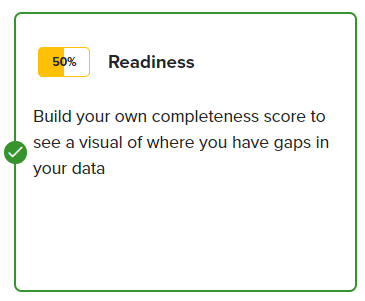 50% Readiness
Build your own completeness score to
see a visual of where you have gaps in
your data